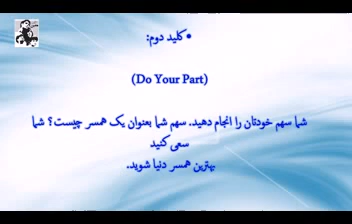 •کلید دوم:
(Do Your Part)
شما سهم خودتان را انجام دهید. سهم شما بعنوان یک همسر چیست؟ شما
سعی کنید
بهترین همسر دنیا شوید.